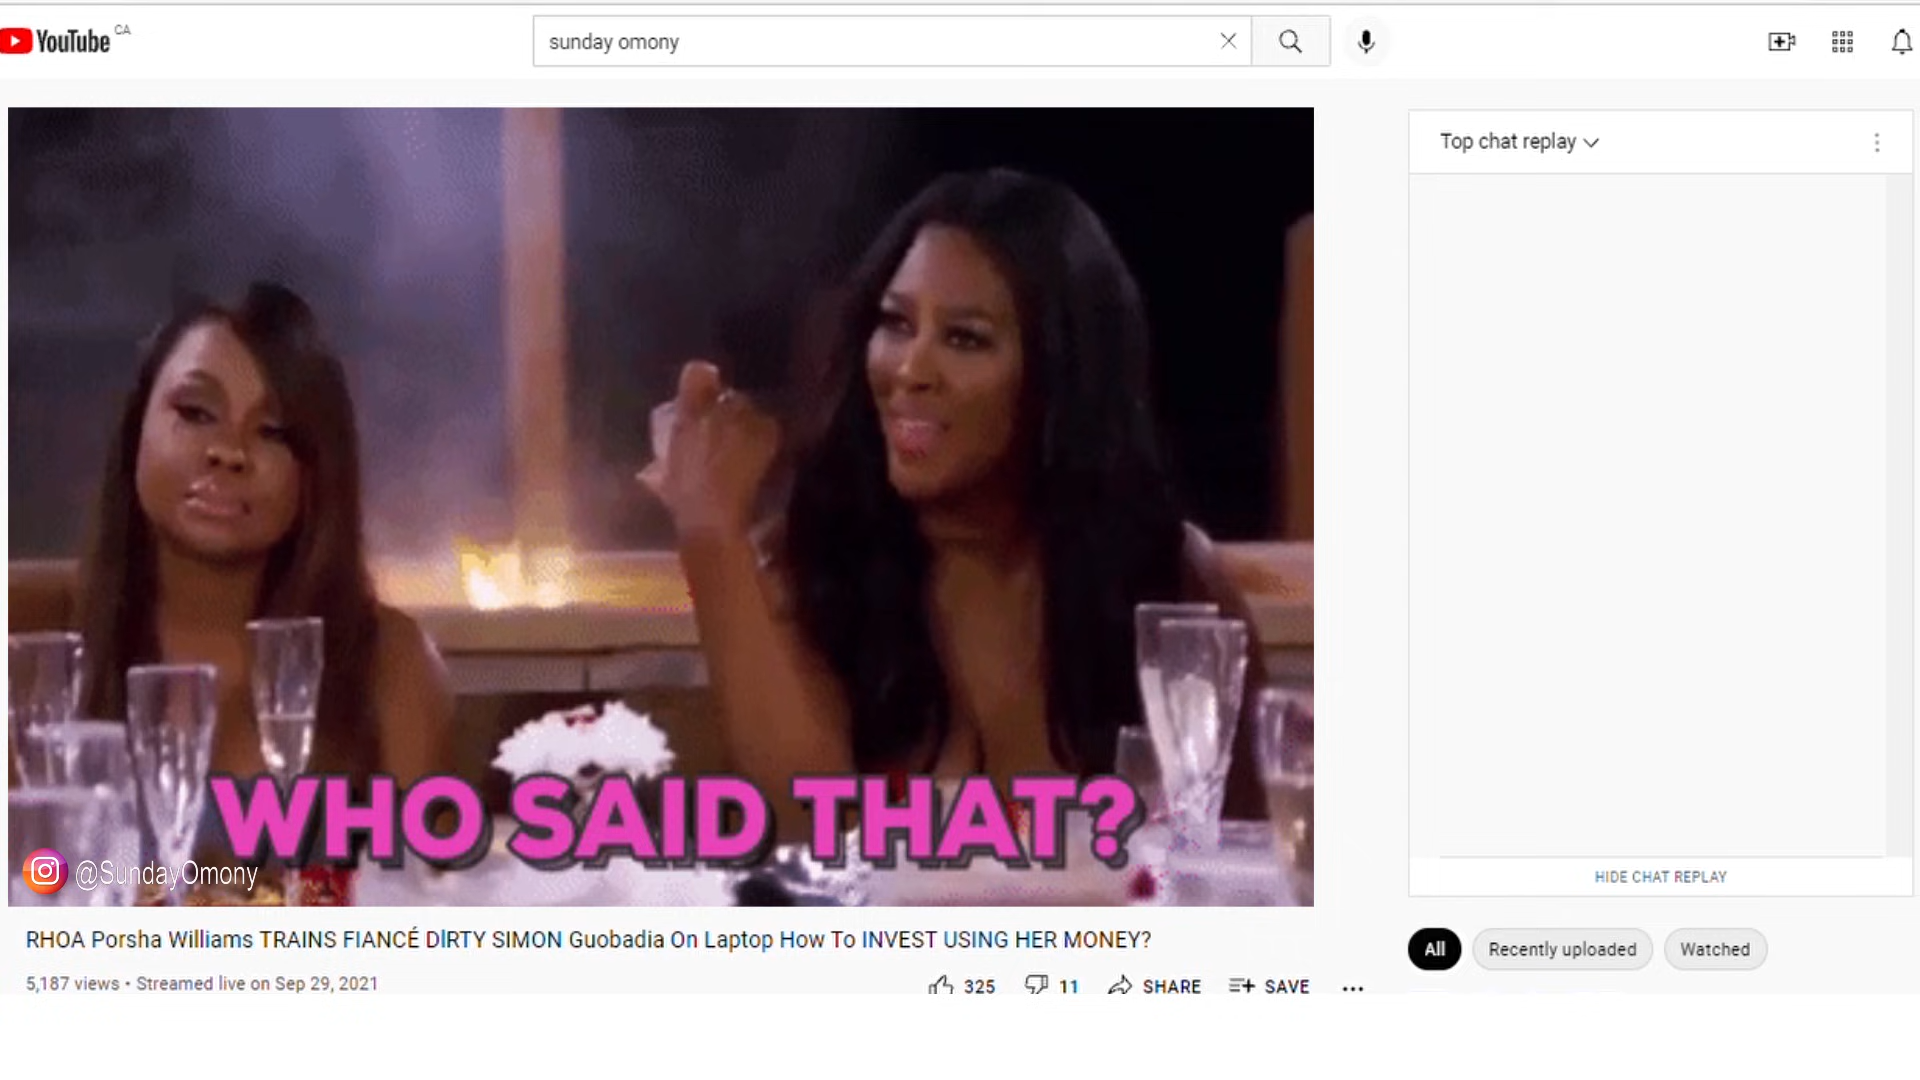 YouTube CA
sunday omony
Top chat replay
WHO SAID THAT?
@SundayOmony
HIDE CHAT REPLAY
RHOA Porsha Williams TRAINS FIANCÉ DIRTY SIMON Guobadia On Laptop How To INVEST USING HER MONEY?
All Recently uploaded Watched
5,187 views • Streamed live on Sep 29, 2021
325 11 SHARE SAVE